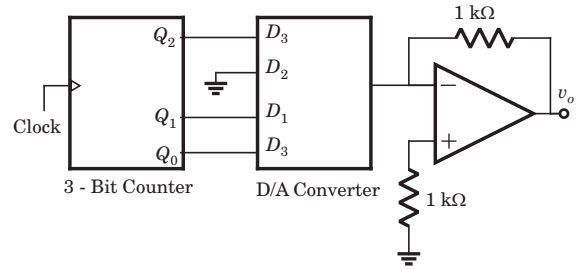 1 kΩ
Q2 D3
D2
Q1 D1
Q0 D3
Clock
3 - Bit Counter
D/A Converter
−
+
vo
1 kΩ